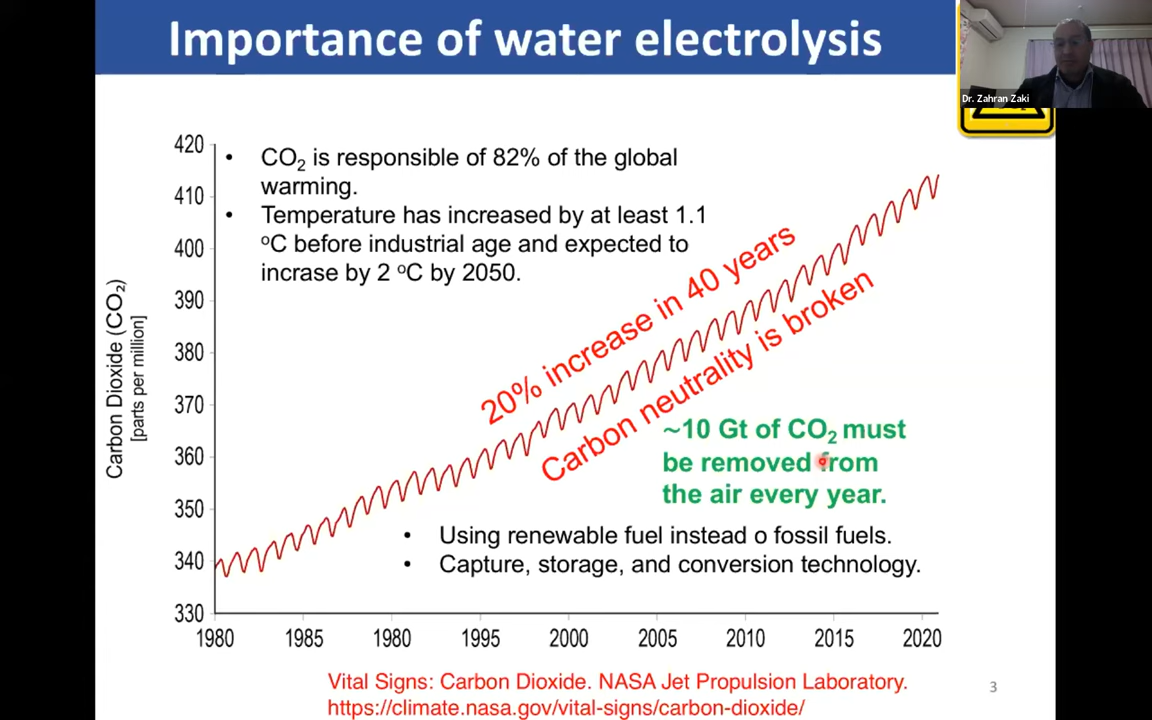 Importance of water electrolysis
Dr. Zahran Zaki
420
410
400
390
380
370
360
350
340
330
Carbon Dioxide (CO₂)
[parts per million]
• CO₂ is responsible of 82% of the global
warming.
• Temperature has increased by at least 1.1
ᵒC before industrial age and expected to
incrase by 2 ᵒC by 2050.
20% increase in 40 years
Carbon neutrality is broken
~10 Gt of CO₂ must
be removed from
the air every year.
• Using renewable fuel instead o fossil fuels.
• Capture, storage, and conversion technology.
1980 1985 1980 1995 2000 2005 2010 2015 2020
Vital Signs: Carbon Dioxide. NASA Jet Propulsion Laboratory.
https://climate.nasa.gov/vital-signs/carbon-dioxide/
3